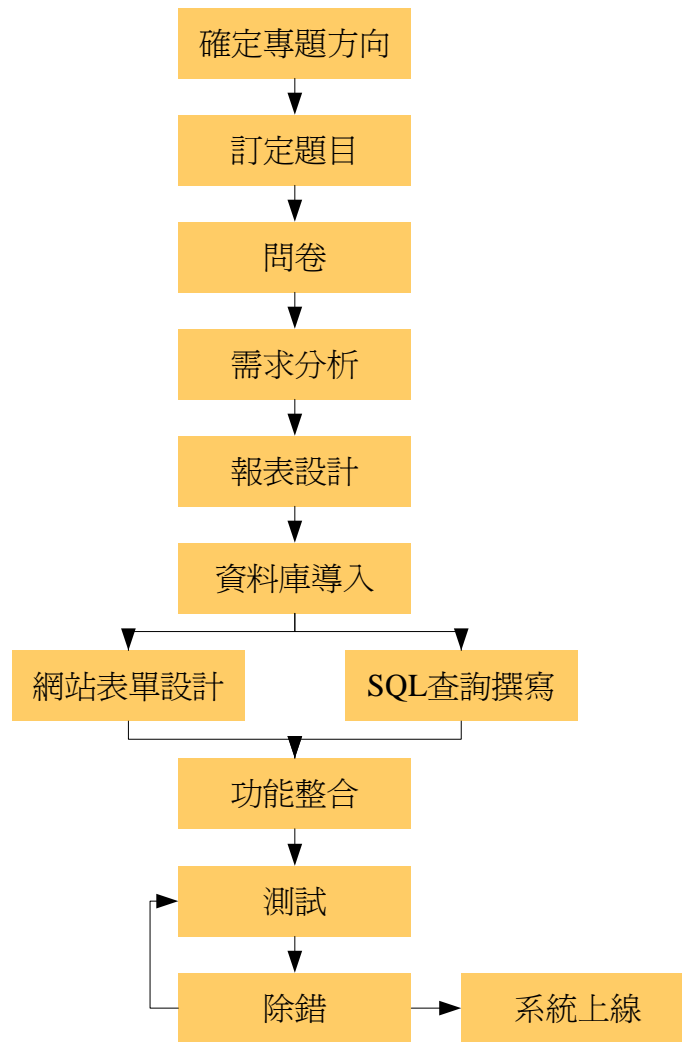 確定專題方向
訂定題目
問卷
需求分析
報表設計
資料庫導入
網站表單設計
SQL查詢撰寫
功能整合
測試
除錯
系統上線